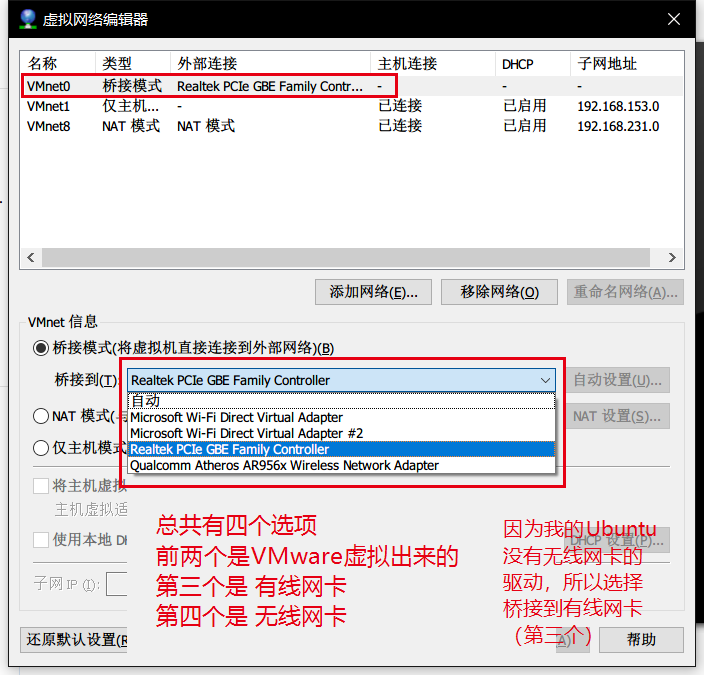 虚拟网络编辑器
名称 类型 外部连接 主机连接 DHCP 子网地址
VMnet0 桥接模式 Realtek PCIe GBE Family Contr... - - -
VMnet1 仅主机... - 已连接 已启用 192.168.153.0
VMnet8 NAT 模式 NAT 模式 已连接 已启用 192.168.231.0
添加网络(E)... 移除网络(O) 重命名网络(A)...
VMnet 信息
桥接模式(将虚拟机直接连接到外部网络)(B)
桥接到(T): Realtek PCIe GBE Family Controller 自动设置(U)...
自动
NAT 模式(与 Microsoft Wi-Fi Direct Virtual Adapter NAT 设置(S)...
Microsoft Wi-Fi Direct Virtual Adapter #2
仅主机模式 Realtek PCIe GBE Family Controller
Qualcomm Atheros AR956x Wireless Network Adapter
将主机虚拟
主机虚拟适
使用本地 DH DHCP 设置(P)...
子网 IP (I):
总共有四个选项
前两个是VMware虚拟出来的
第三个是 有线网卡
第四个是 无线网卡
因为我的Ubuntu
没有无线网卡的
驱动，所以选择
桥接到有线网卡
（第三个）
还原默认设置(R A) 帮助